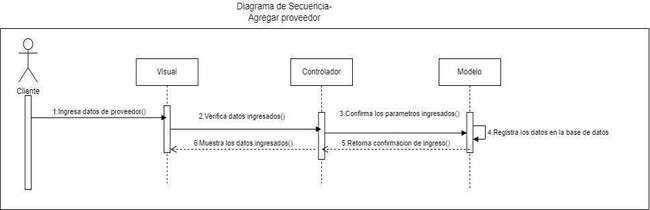 Diagrama de Secuencia-
Agregar proveedor
Cliente
Visual
Controlador
Modelo
1.Ingresa datos de proveedor()
2.Verifica datos ingresados()
3.Confirma los parametros ingresados()
4.Registra los datos en la base de datos
5.Retorna confirmacion de ingreso()
6.Muestra los datos ingresados()